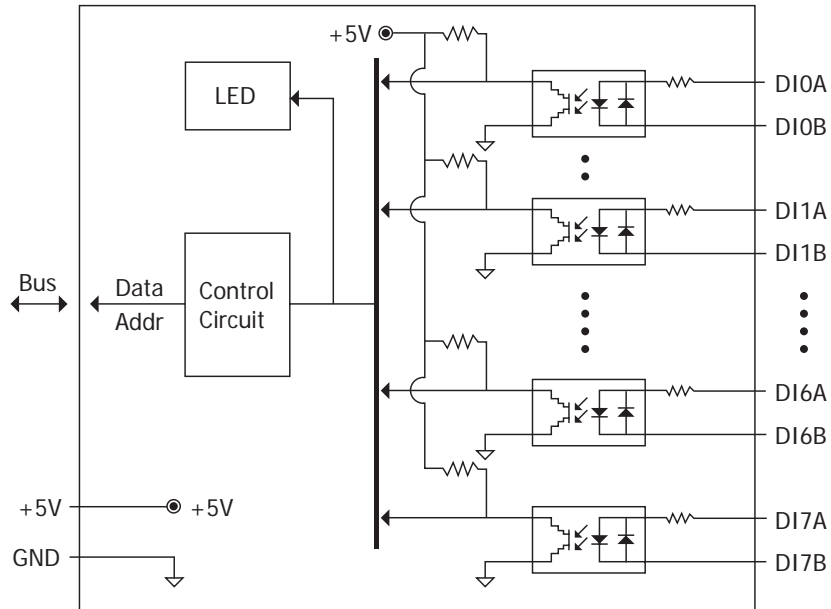 +5V
LED
DI0A
DI0B
DI1A
DI1B
Bus
Data
Addr
Control
Circuit
DI6A
DI6B
+5V
+5V
DI7A
GND
DI7B